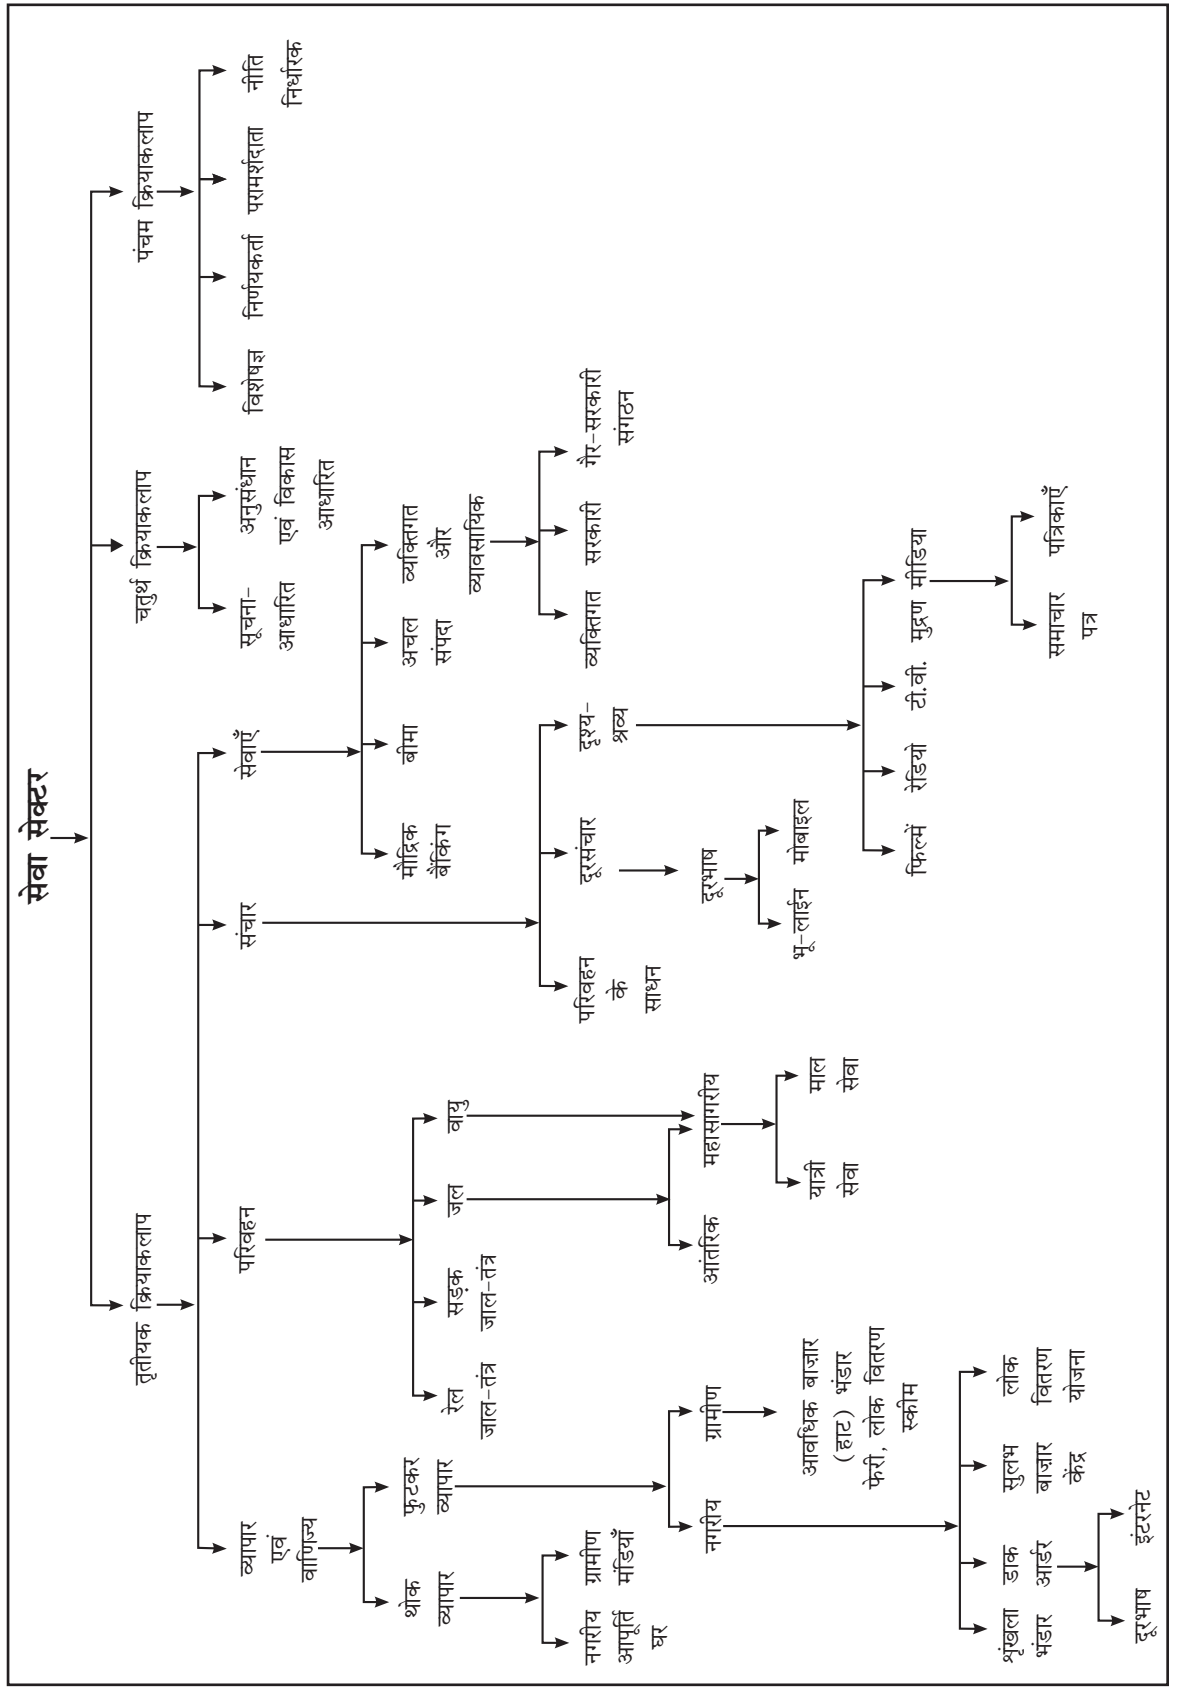 सेवा सेक्टर
तृतीयक क्रियाकलाप
चतुर्थ क्रियाकलाप
पंचम क्रियाकलाप
व्यापार
एवं
वाणिज्य
परिवहन
संचार
सेवाएँ
सूचना-
आधारित
अनुसंधान
एवं विकास
आधारित
विशेषज्ञ
निर्णयकर्ता
परामर्शदाता
नीति
निर्धारक
थोक
व्यापार
फुटकर
व्यापार
रेल
जाल-तंत्र
सड़क
जाल-तंत्र
जल
वायु
मौद्रिक
बैंकिंग
बीमा
अचल
संपदा
व्यक्तिगत
और
व्यावसायिक
नगरीय
आपूर्ति
घर
ग्रामीण
मंडियाँ
परिवहन
के
साधन
दूरसंचार
दृश्य-
श्रव्य
व्यक्तिगत
सरकारी
गैर-सरकारी
संगठन
नगरीय
ग्रामीण
आंतरिक
महासागरीय
दूरभाष
आवधिक बाज़ार
(हाट) भंडार
फेरी, लोक वितरण
स्कीम
यात्री
सेवा
माल
सेवा
भू-लाईन
मोबाइल
फिल्में
रेडियो
टी.वी.
मुद्रण मीडिया
शृंखला
भंडार
डाक
आर्डर
सुलभ
बाज़ार
केंद्र
लोक
वितरण
योजना
समाचार
पत्र
पत्रिकाएँ
दूरभाष
इंटरनेट